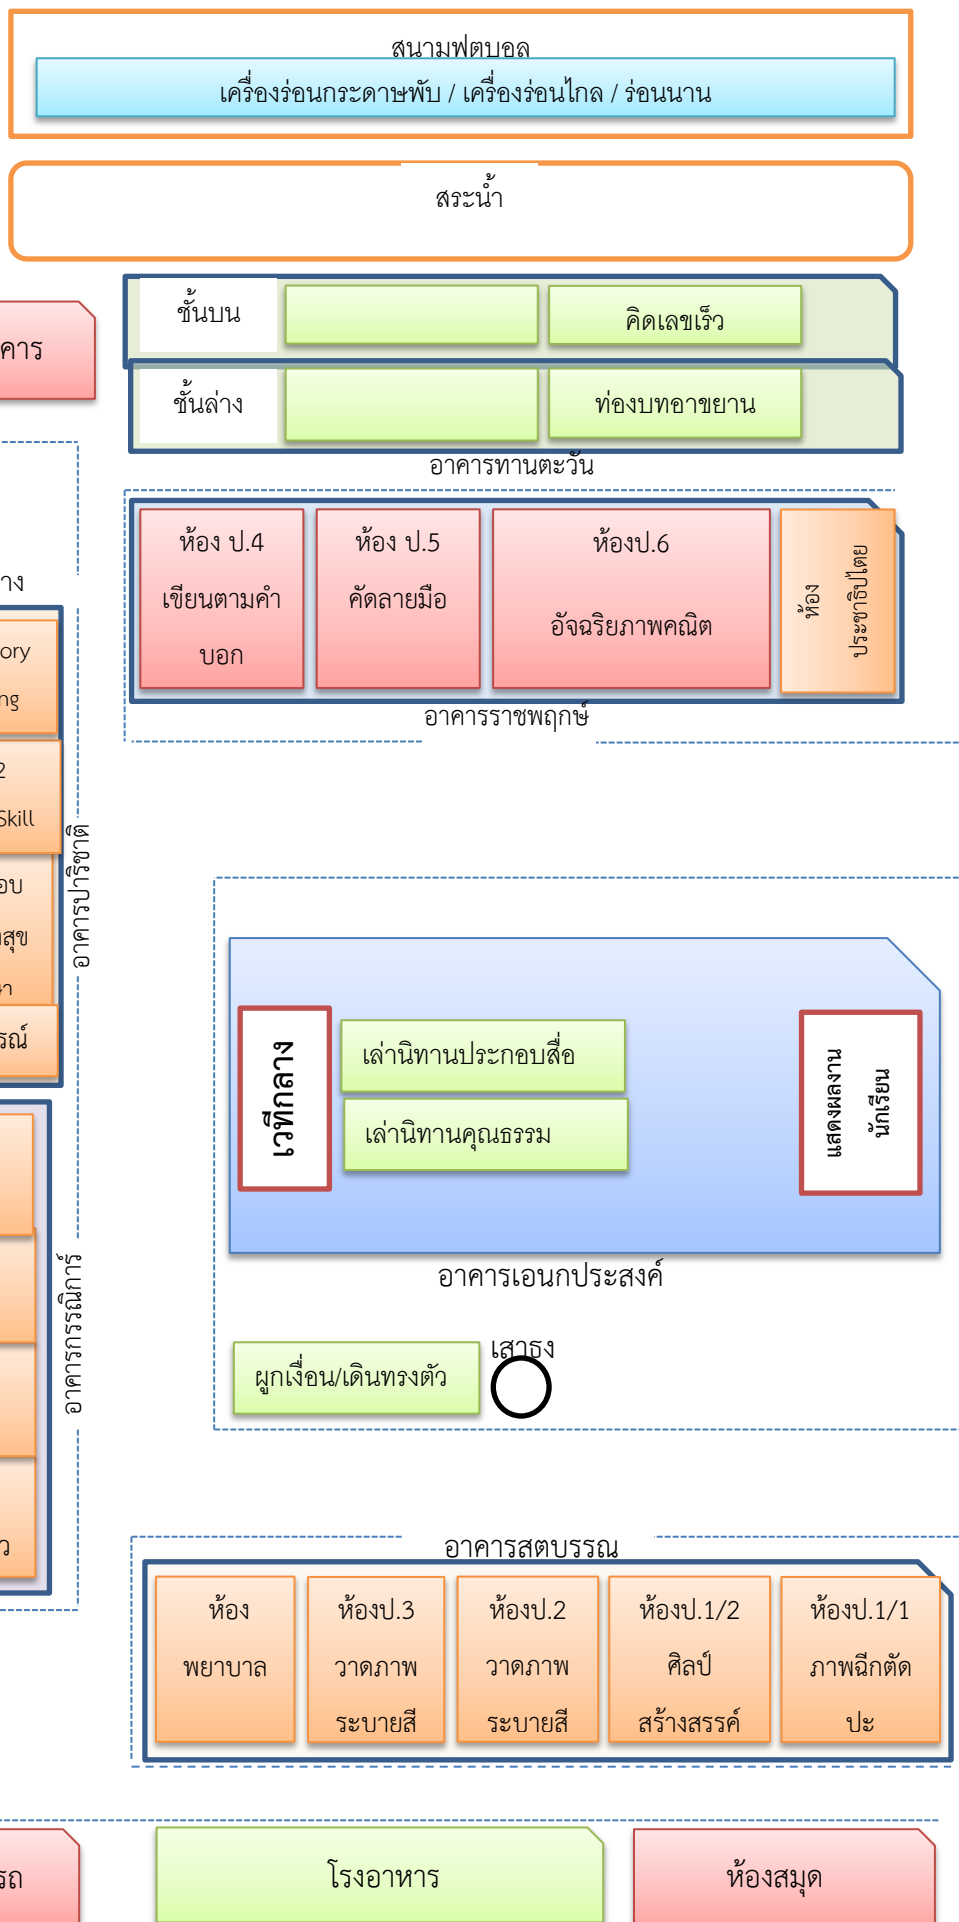 สนามฟตบอล
เครื่องร่อนกระดาษพับ / เครื่องร่อนไกล / ร่อนนาน
สระน้ำ
ชั้นบน
คิดเลขเร็ว
คาร
ชั้นล่าง
ท่องบทอาขยาน
อาคารทานตะวัน
ห้อง ป.4
เขียนตามคำ
บอก
ห้อง ป.5
คัดลายมือ
ห้องป.6
อัจฉริยภาพคณิต
ห้อง
ประชาธิปไตย
อาคารราชพฤกษ์
าง
ory
ng
2
Skill
อบ
สุข
ษา
รณ์
อาคารปาริชาติ
เวทีกลาง
เล่านิทานประกอบสื่อ
เล่านิทานคุณธรรม
แสดงผลงาน
นักเรียน
อาคารเอนกประสงค์
อาคารกรรณิการ์
เสาธง
ผูกเงื่อน/เดินทรงตัว
ว
อาคารสตบรรณ
ห้อง
พยาบาล
ห้องป.3
วาดภาพ
ระบายสี
ห้องป.2
วาดภาพ
ระบายสี
ห้องป.1/2
ศิลป์
สร้างสรรค์
ห้องป.1/1
ภาพฉีกตัด
ปะ
รถ
โรงอาหาร
ห้องสมุด